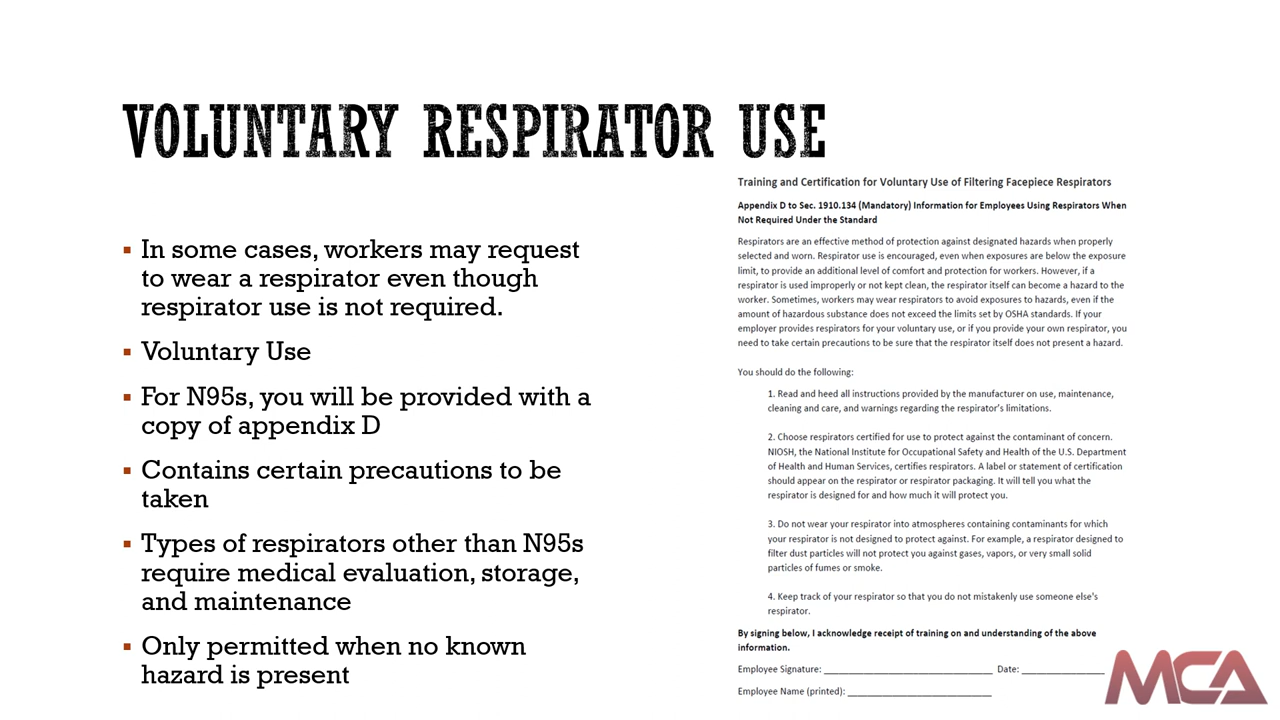 VOLUNTARY RESPIRATOR USE
▪ In some cases, workers may request
to wear a respirator even though
respirator use is not required.
▪ Voluntary Use
▪ For N95s, you will be provided with a
copy of appendix D
▪ Contains certain precautions to be
taken
▪ Types of respirators other than N95s
require medical evaluation, storage,
and maintenance
▪ Only permitted when no known
hazard is present
Training and Certification for Voluntary Use of Filtering Facepiece Respirators
Appendix D to Sec. 1910.134 (Mandatory) Information for Employees Using Respirators When
Not Required Under the Standard
Respirators are an effective method of protection against designated hazards when properly
selected and worn. Respirator use is encouraged, even when exposures are below the exposure
limit, to provide an additional level of comfort and protection for workers. However, if a
respirator is used improperly or not kept clean, the respirator itself can become a hazard to the
worker. Sometimes, workers may wear respirators to avoid exposures to hazards, even if the
amount of hazardous substance does not exceed the limits set by OSHA standards. If your
employer provides respirators for your voluntary use, or if you provide your own respirator, you
need to take certain precautions to be sure that the respirator itself does not present a hazard.
You should do the following:
1. Read and heed all instructions provided by the manufacturer on use, maintenance,
cleaning and care, and warnings regarding the respirator's limitations.
2. Choose respirators certified for use to protect against the contaminant of concern.
NIOSH, the National Institute for Occupational Safety and Health of the U.S. Department
of Health and Human Services, certifies respirators. A label or statement of certification
should appear on the respirator or respirator packaging. It will tell you what the
respirator is designed for and how much it will protect you.
3. Do not wear your respirator into atmospheres containing contaminants for which
your respirator is not designed to protect against. For example, a respirator designed to
filter dust particles will not protect you against gases, vapors, or very small solid
particles of fumes or smoke.
4. Keep track of your respirator so that you do not mistakenly use someone else's
respirator.
By signing below, I acknowledge receipt of training on and understanding of the above
information.
Employee Signature: ______________________________ Date: _______________
Employee Name (printed): __________________________
MCA